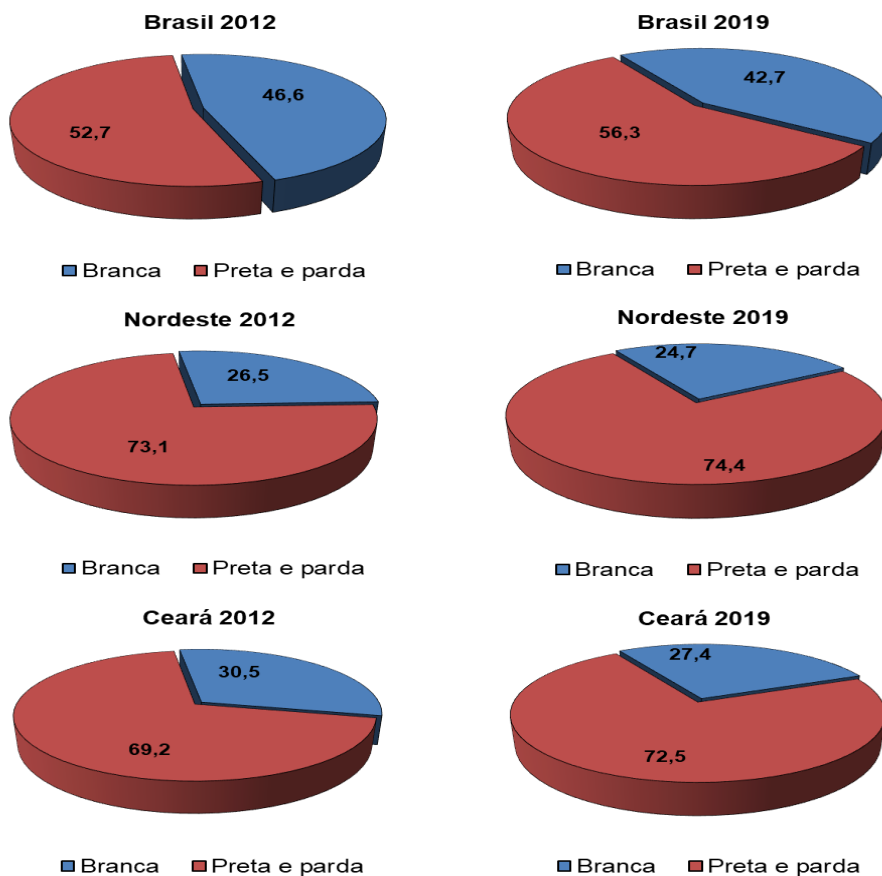 Brasil 2012
46,6
52,7
Branca Preta e parda
Brasil 2019
42,7
56,3
Branca Preta e parda
Nordeste 2012
26,5
73,1
Branca Preta e parda
Nordeste 2019
24,7
74,4
Branca Preta e parda
Ceará 2012
30,5
69,2
Branca Preta e parda
Ceará 2019
27,4
72,5
Branca Preta e parda